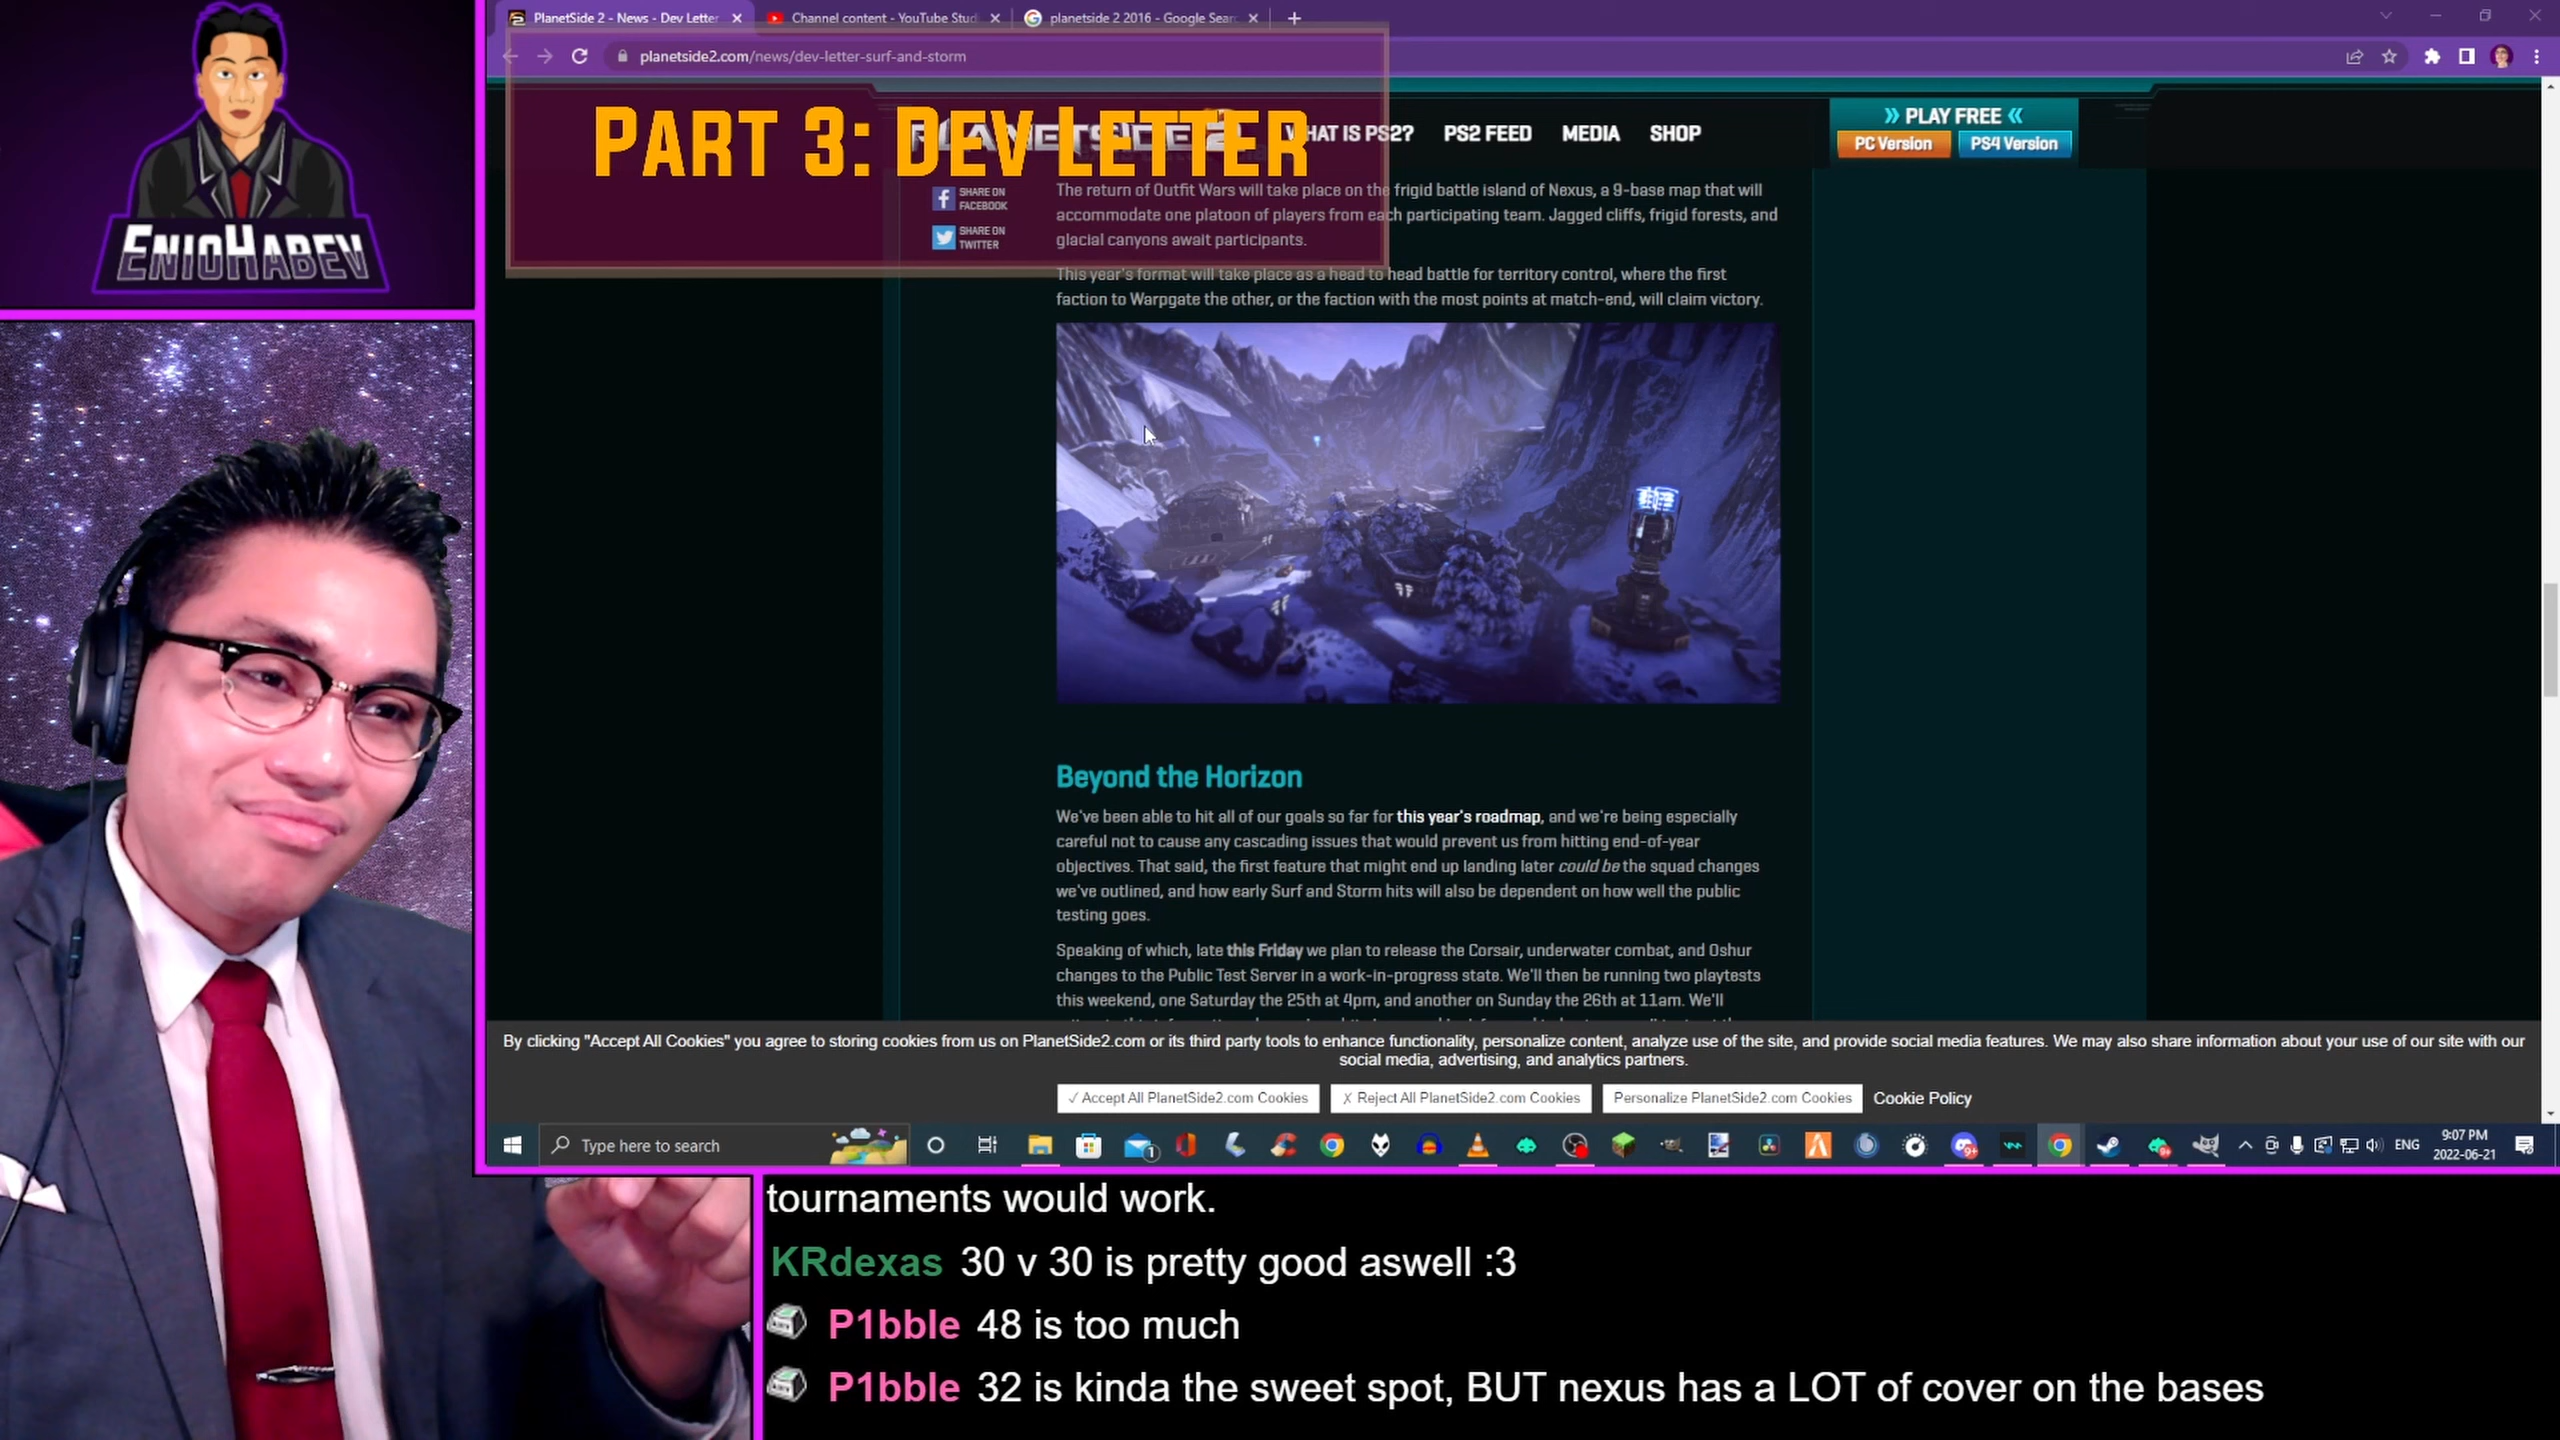 PlanetSide 2 - News - Dev Letter
Channel content - YouTube Stud
planetside 2 2016 - Google Sear
planetside2.com/news/dev-letter-surf-and-storm
Part 3: Dev Letter
WHAT IS PS2?
PS2 FEED
MEDIA
SHOP
PLAY FREE
PC Version
PS4 Version
SHARE ON
FACEBOOK
SHARE ON
TWITTER
The return of Outfit Wars will take place on the frigid battle island of Nexus, a 9-base map that will
accommodate one platoon of players from each participating team. Jagged cliffs, frigid forests, and
glacial canyons await participants.
This year's format will take place as a head to head battle for territory control, where the first
faction to Warpgate the other, or the faction with the most points at match-end, will claim victory.
Beyond the Horizon
We've been able to hit all of our goals so far for this year's roadmap, and we're being especially
careful not to cause any cascading issues that would prevent us from hitting end-of-year
objectives. That said, the first feature that might end up landing later could be the squad changes
we've outlined, and how early Surf and Storm hits will also be dependent on how well the public
testing goes.
Speaking of which, late this Friday we plan to release the Corsair, underwater combat, and Oshur
changes to the Public Test Server in a work-in-progress state. We'll then be running two playtests
this weekend, one Saturday the 25th at 4pm, and another on Sunday the 26th at 11am. We'll
By clicking "Accept All Cookies" you agree to storing cookies from us on PlanetSide2.com or its third party tools to enhance functionality, personalize content, analyze use of the site, and provide social media features. We may also share information about your use of our site with our
social media, advertising, and analytics partners.
✓ Accept All PlanetSide2.com Cookies
X Reject All PlanetSide2.com Cookies
Personalize PlanetSide2.com Cookies
Cookie Policy
Type here to search
ENG
9:07 PM
2022-06-21
EnioHabev
tournaments would work.
KRdexas 30 v 30 is pretty good aswell :3
P1bble 48 is too much
P1bble 32 is kinda the sweet spot, BUT nexus has a LOT of cover on the bases